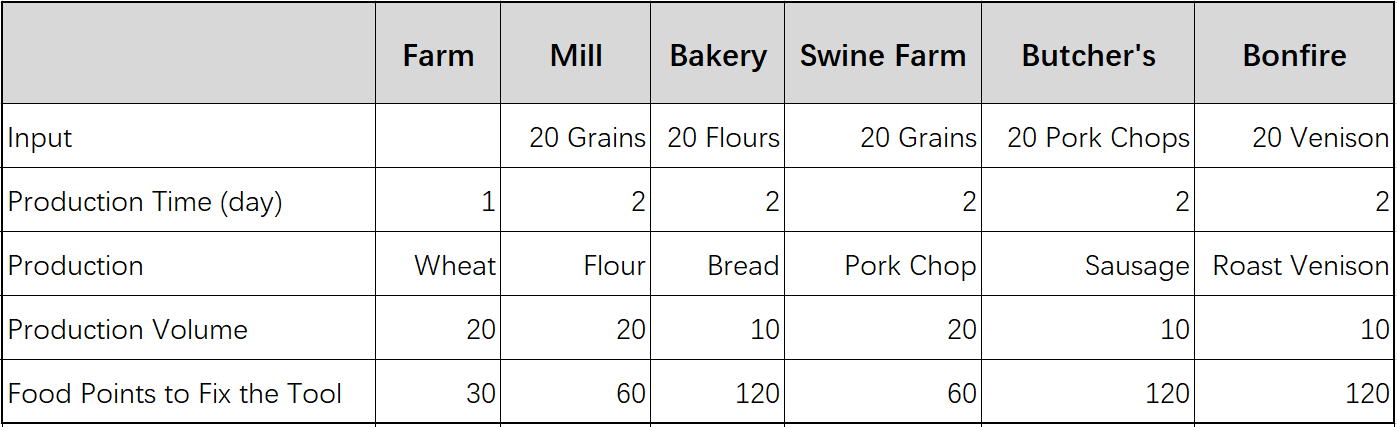 Farm Mill Bakery Swine Farm Butcher's Bonfire
Input 20 Grains 20 Flours 20 Grains 20 Pork Chops 20 Venison
Production Time (day) 1 2 2 2 2 2
Production Wheat Flour Bread Pork Chop Sausage Roast Venison
Production Volume 20 20 10 20 10 10
Food Points to Fix the Tool 30 60 120 60 120 120